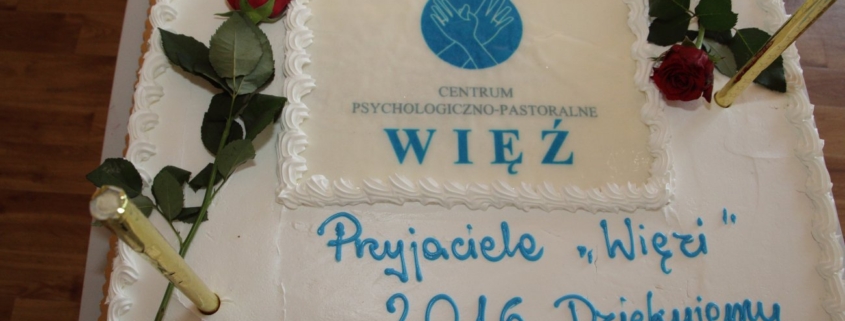 CENTRUM
PSYCHOLOGICZNO-PASTORALNE
WIĘŹ
Przyjaciele „Więzi"
2016 Dziękujemy